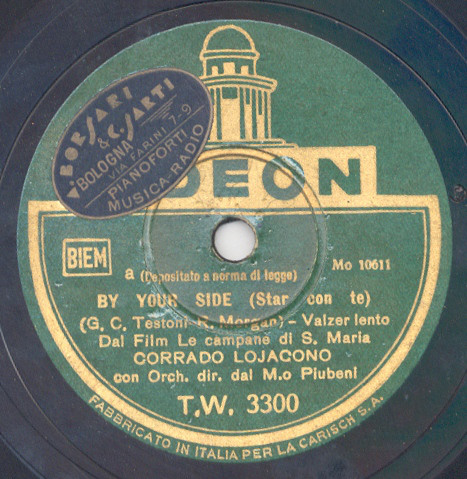 BORSARI
& C. SARTI
BOLOGNA
VIA FARINI 7-9
PIANOFORTI
MUSICA-RADIO
DEON
BIEM
a (Depositato a norma di legge)
Mo 10611
BY YOUR SIDE (Star con te)
(G. C. Testoni-K. Morgan) - Valzer lento
Dal Film Le campane di S. Maria
CORRADO LOJACONO
con Orch. dir. dal M.o Piubeni
T.W. 3300
FABBRICATO IN ITALIA PER LA CARISCH S.A.